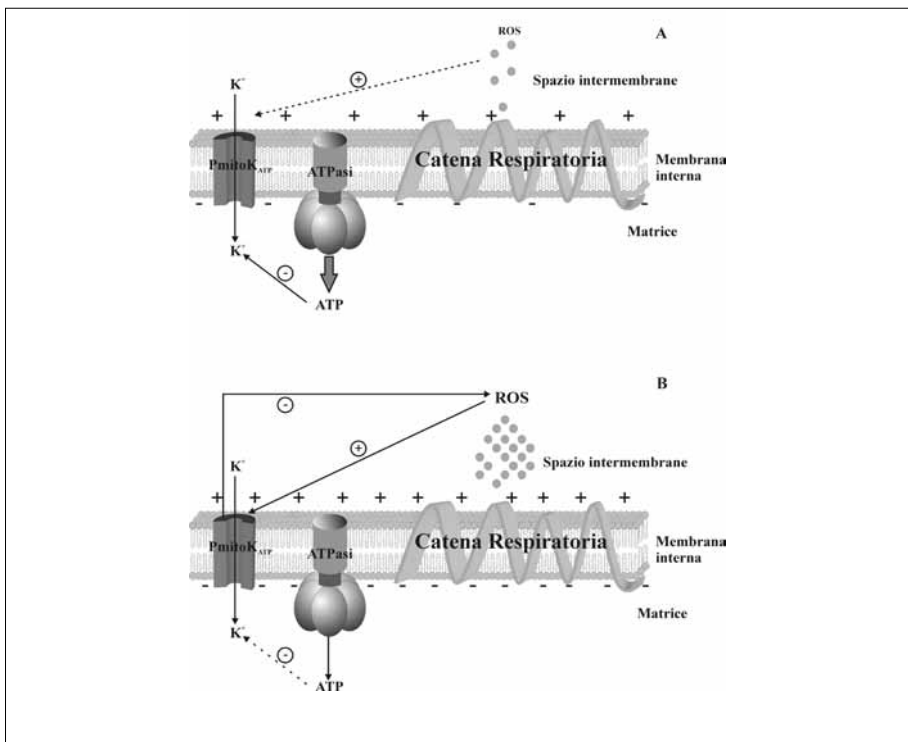 ROS
A
Spazio intermembrane
K+
+
+ + + + + + +
PmitoKATP
ATPasi
Catena Respiratoria
Membrana
interna
- - - - - -
Matrice
K+
-
ATP
B
ROS
-
+
Spazio intermembrane
K+
+ + + + + + + + + + +
PmitoKATP
ATPasi
Catena Respiratoria
Membrana
interna
- - - - - - - - - - -
Matrice
K+
-
ATP